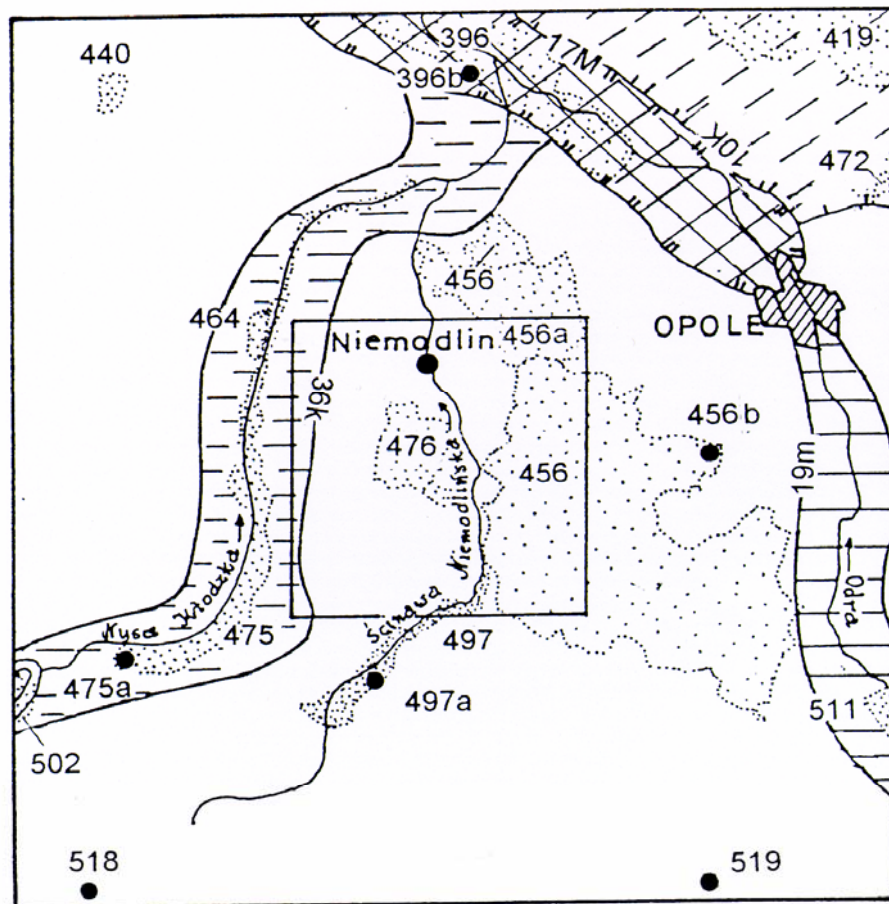 440
396
17M
419
396b
10K
472
456
464
Niemodlin
456a
OPOLE
36k
476
456b
456
19m
Niemodlińska
Ścinawa
Nysa Kłodzka
Odra
475
497
475a
497a
511
502
518
519